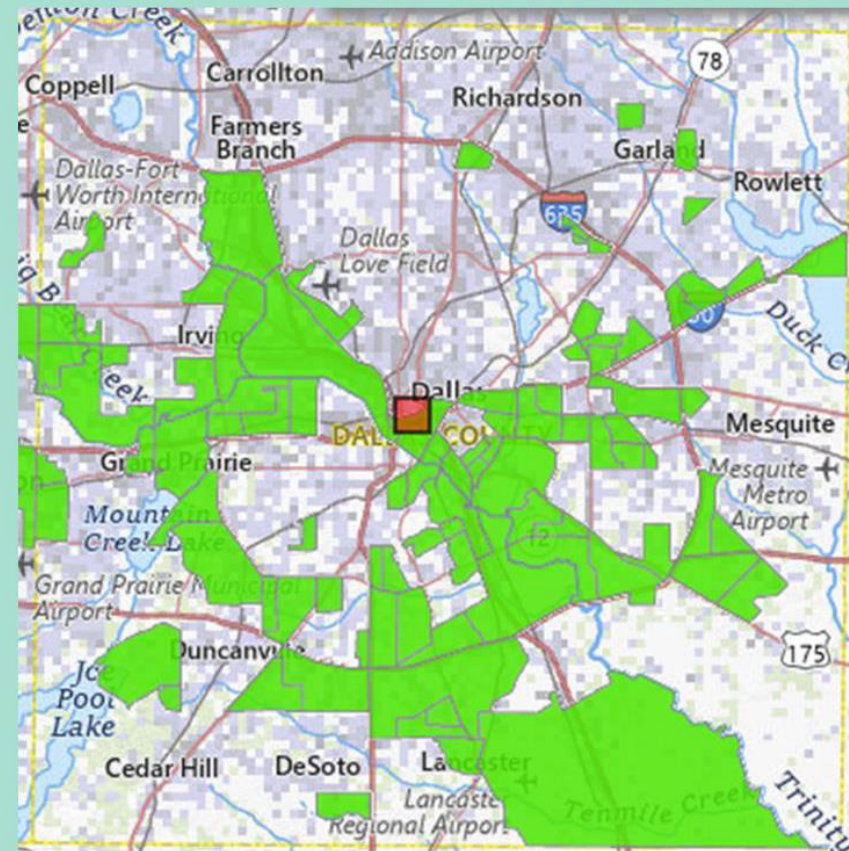 Creek
Addison Airport
78
Coppell
Carrollton
Richardson
Farmers
Branch
Garland
Dallas-Fort
Worth International
Airport
Rowlett
635
Dallas
Love Field
Irving
Creek
Duck
Dallas
DALLAS COUNTY
Mesquite
Grand Prairie
Mesquite
Metro
Airport
Mountain
Creek Lake
12
Grand Prairie Municipal
Airport
Duncanville
175
Joe
Pool
Lake
Cedar Hill
DeSoto
Lancaster
Lancaster
Regional Airport
Tenmile Creek
Trinity